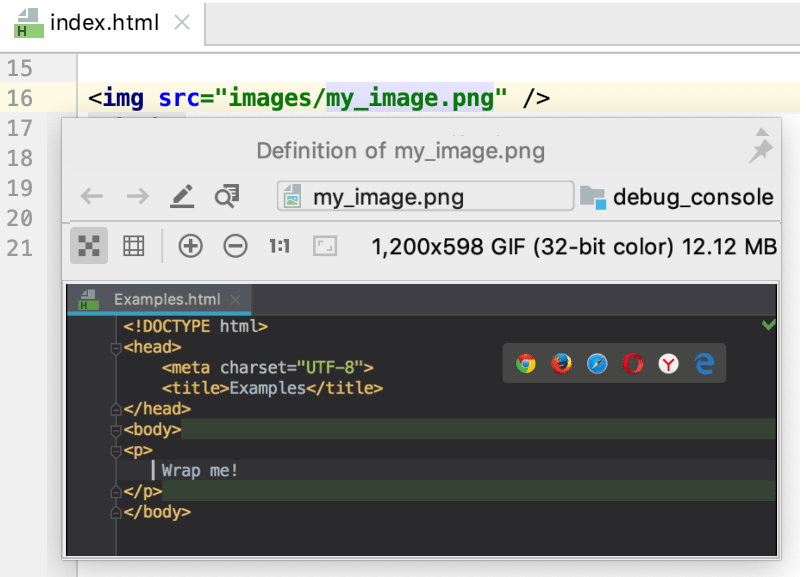 index.html
15
16 <img src="images/my_image.png" />
17
18
19
20
21
Definition of my_image.png
my_image.png debug_console
1:1 1,200x598 GIF (32-bit color) 12.12 MB
Examples.html
<!DOCTYPE html>
<head>
<meta charset="UTF-8">
<title>Examples</title>
</head>
<body>
<p>
Wrap me!
</p>
</body>